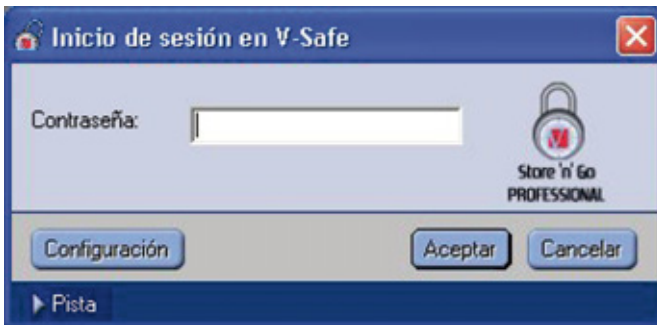 Inicio de sesión en V-Safe
Contraseña:
Store 'n' Go
PROFESSIONAL
Configuración
Aceptar
Cancelar
Pista